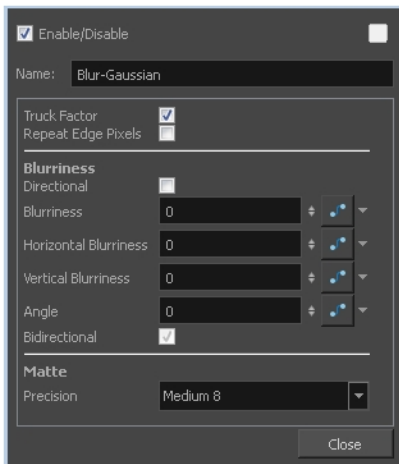 Enable/Disable
Name: Blur-Gaussian
Truck Factor
Repeat Edge Pixels
Blurriness
Directional
Blurriness 0
Horizontal Blurriness 0
Vertical Blurriness 0
Angle 0
Bidirectional
Matte
Precision Medium 8
Close